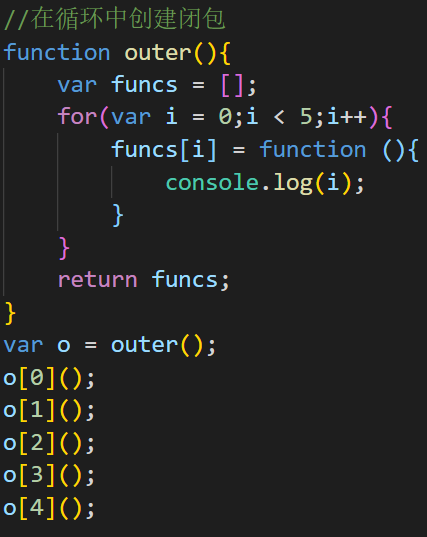 //在循环中创建闭包
function outer(){
    var funcs = [];
    for(var i = 0;i < 5;i++){
        funcs[i] = function (){
            console.log(i);
        }
    }
    return funcs;
}
var o = outer();
o[0]();
o[1]();
o[2]();
o[3]();
o[4]();